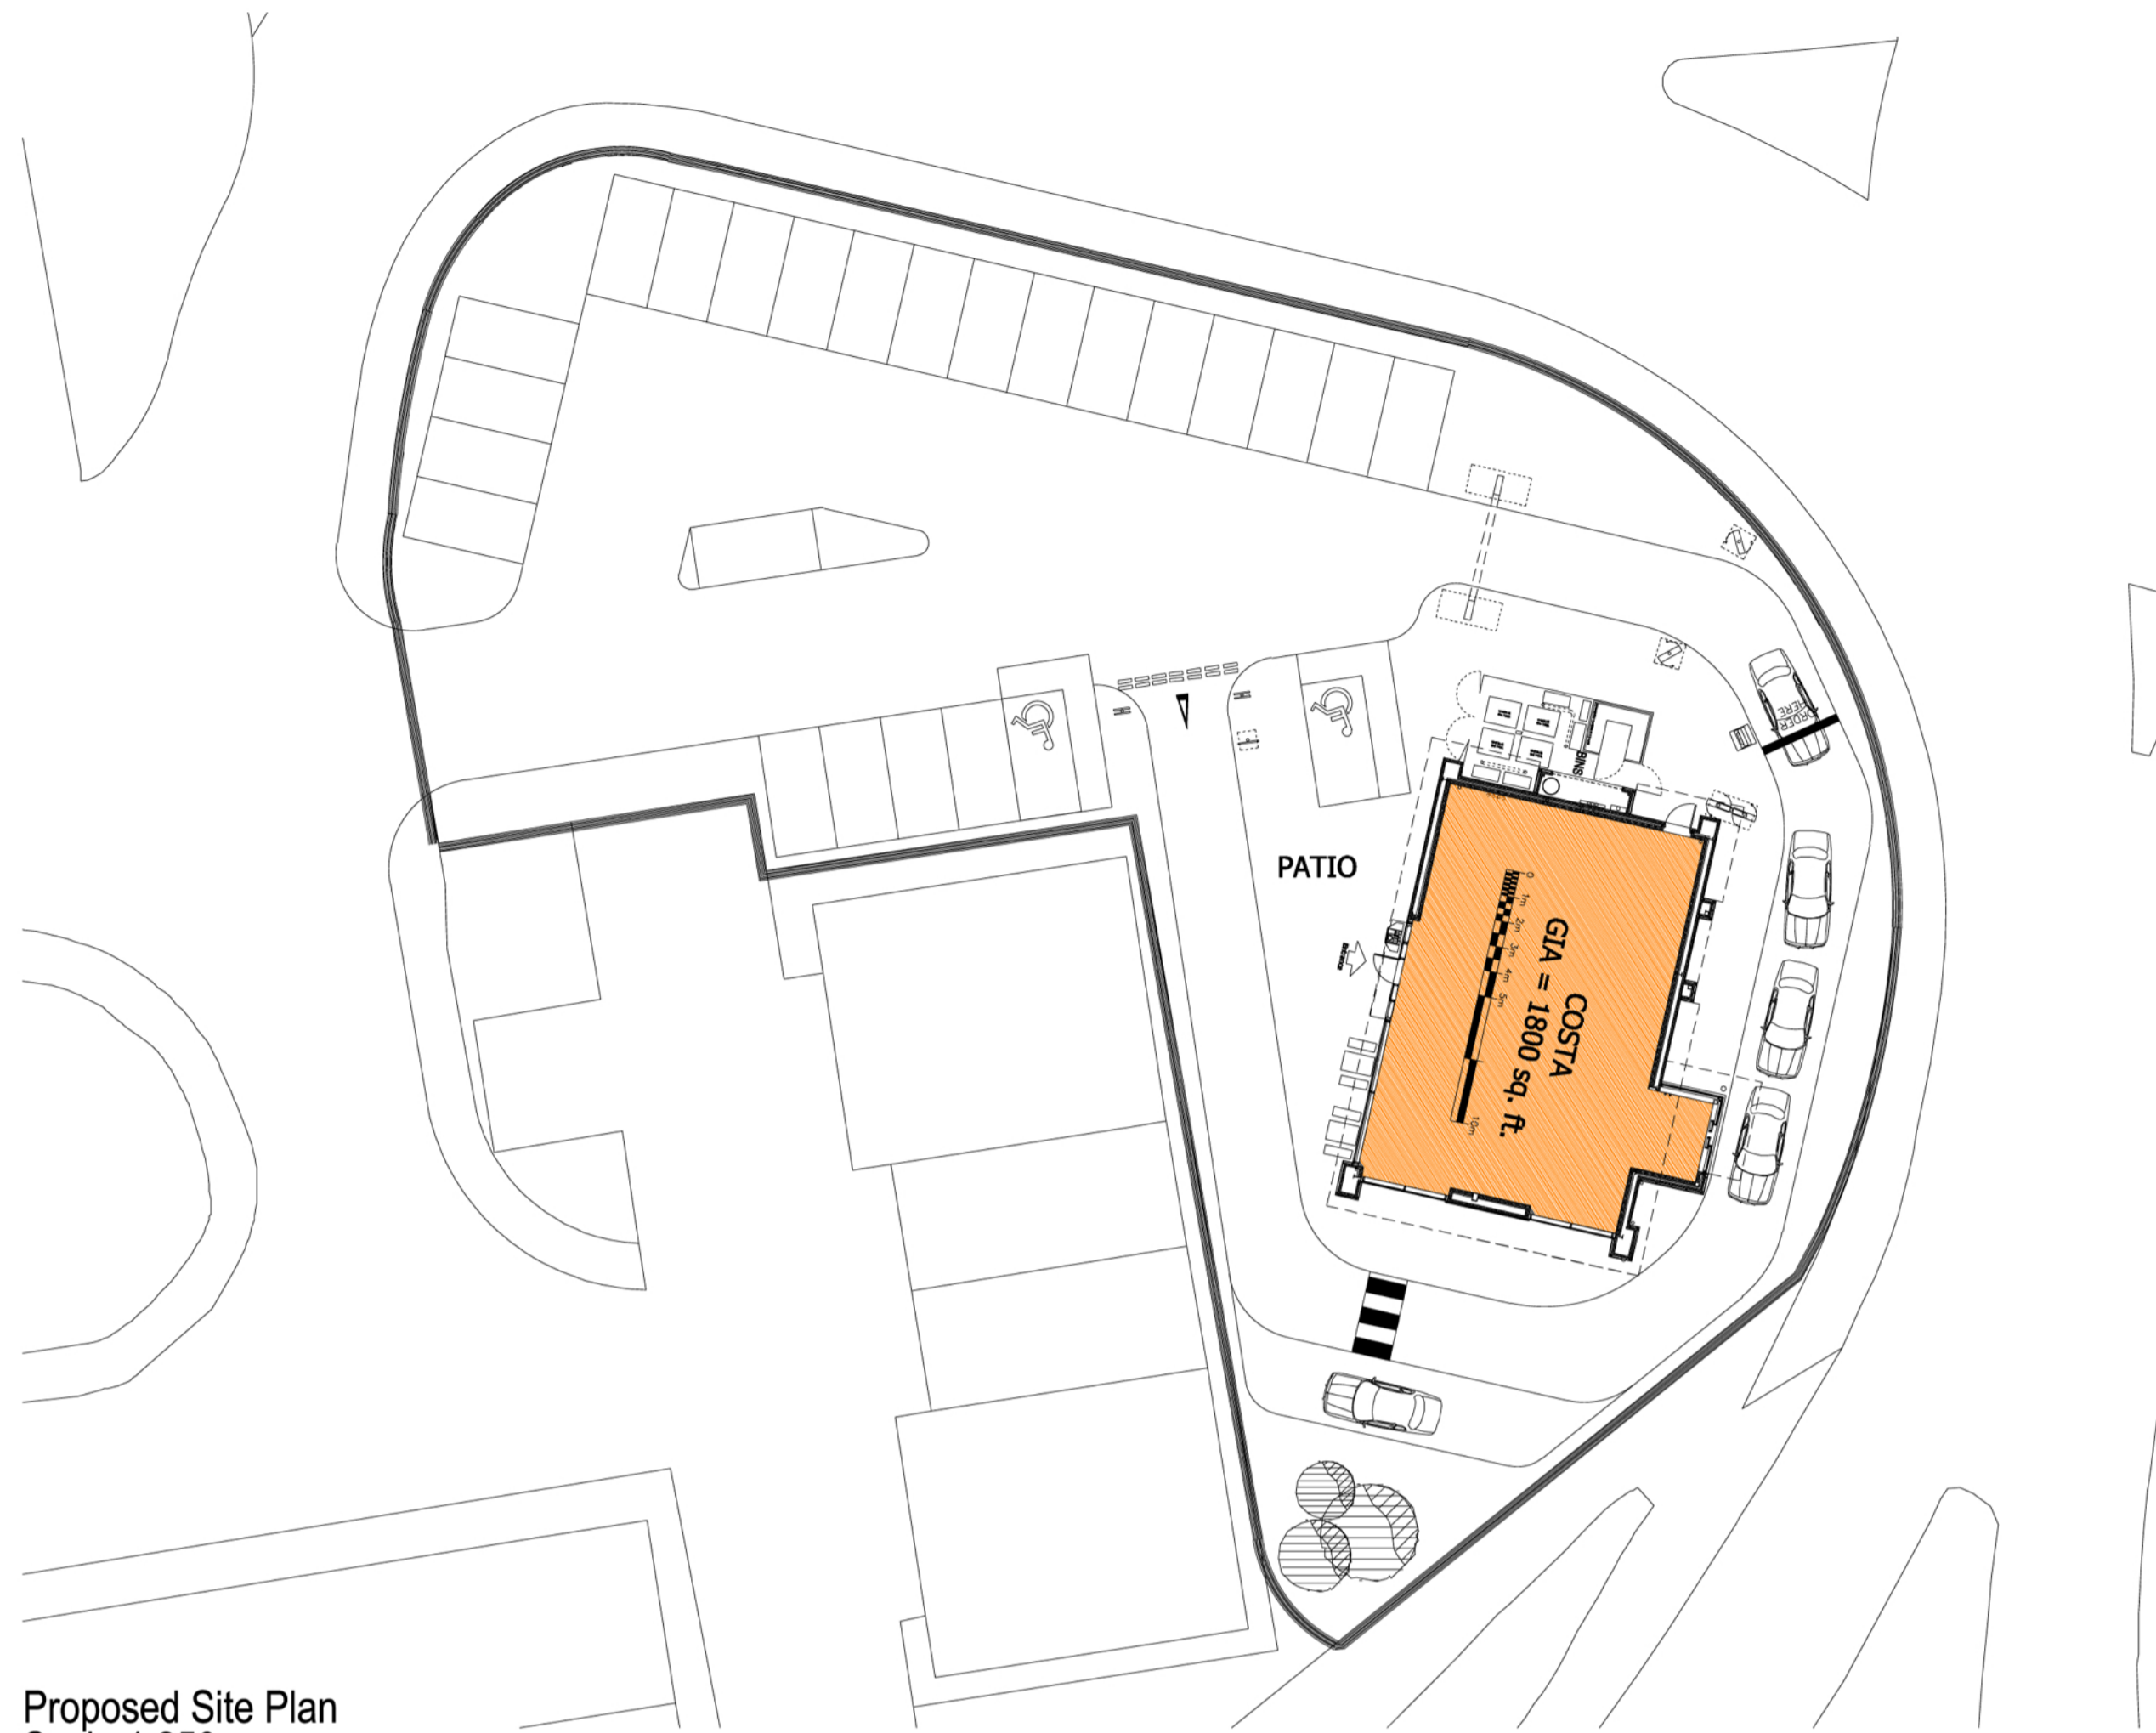 ORDER
HERE
BINS
PATIO
Entrance
COSTA
GIA = 1800 sq. ft.
0
1m
2m
3m
4m
5m
10m
Proposed Site Plan